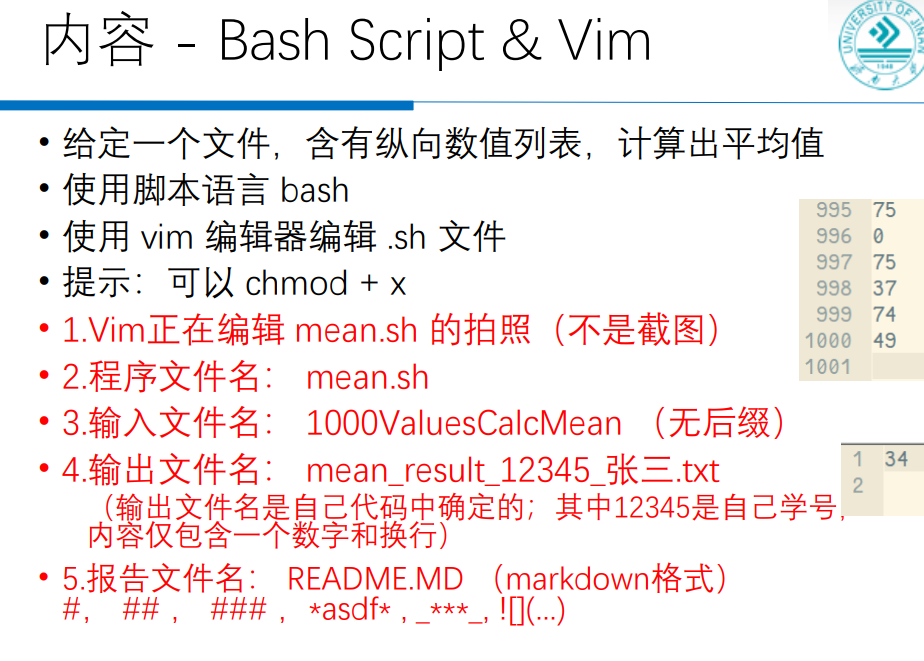 内容 - Bash Script & Vim
UNIVERSITY OF JINAN
1948
• 给定一个文件，含有纵向数值列表，计算出平均值
• 使用脚本语言 bash
• 使用 vim 编辑器编辑 .sh 文件
• 提示：可以 chmod + x
• 1.Vim正在编辑 mean.sh 的拍照（不是截图）
• 2.程序文件名： mean.sh
• 3.输入文件名： 1000ValuesCalcMean （无后缀）
• 4.输出文件名： mean_result_12345_张三.txt
（输出文件名是自己代码中确定的；其中12345是自己学号，
内容仅包含一个数字和换行）
• 5.报告文件名： README.MD （markdown格式）
#， ## ， ### ，*asdf* , _***_, ![](...)
995 75
996 0
997 75
998 37
999 74
1000 49
1001
1 34
2